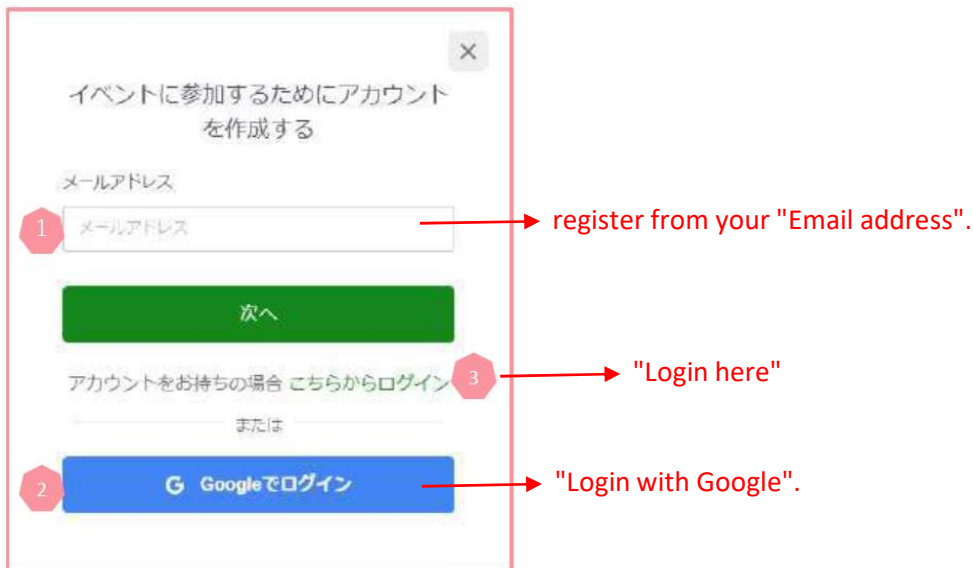 ×
イベントに参加するためにアカウント
を作成する
メールアドレス
1
メールアドレス
register from your "Email address".
次へ
アカウントをお持ちの場合 こちらからログイン
3
"Login here"
または
2
G Googleでログイン
"Login with Google".